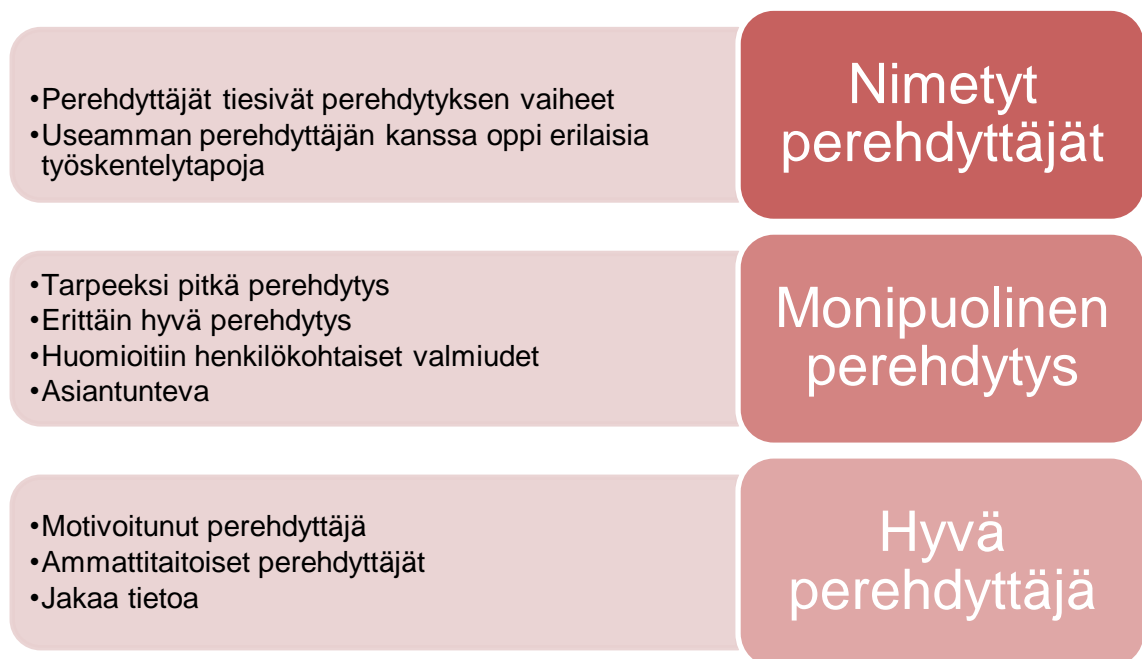 •Perehdyttäjät tiesivät perehdytyksen vaiheet
•Useamman perehdyttäjän kanssa oppi erilaisia
työskentelytapoja
Nimetyt
perehdyttäjät
•Tarpeeksi pitkä perehdytys
•Erittäin hyvä perehdytys
•Huomioitiin henkilökohtaiset valmiudet
•Asiantunteva
Monipuolinen
perehdytys
•Motivoitunut perehdyttäjä
•Ammattitaitoiset perehdyttäjät
•Jakaa tietoa
Hyvä
perehdyttäjä